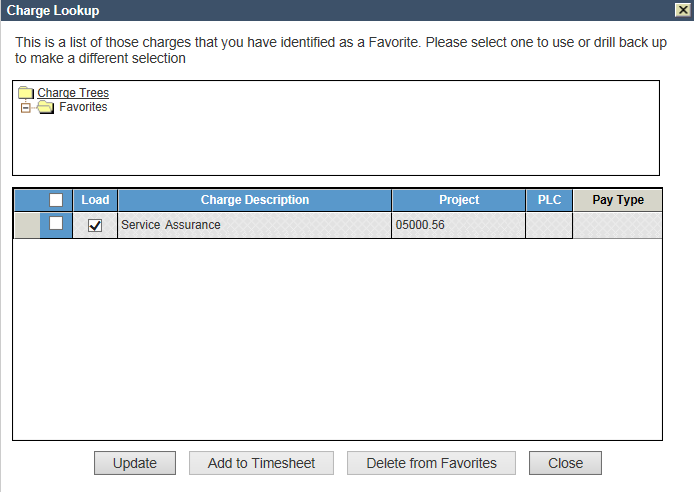 Charge Lookup
This is a list of those charges that you have identified as a Favorite. Please select one to use or drill back up
to make a different selection
Charge Trees
Favorites
Load Charge Description Project PLC Pay Type
Service Assurance 05000.56
Update Add to Timesheet Delete from Favorites Close